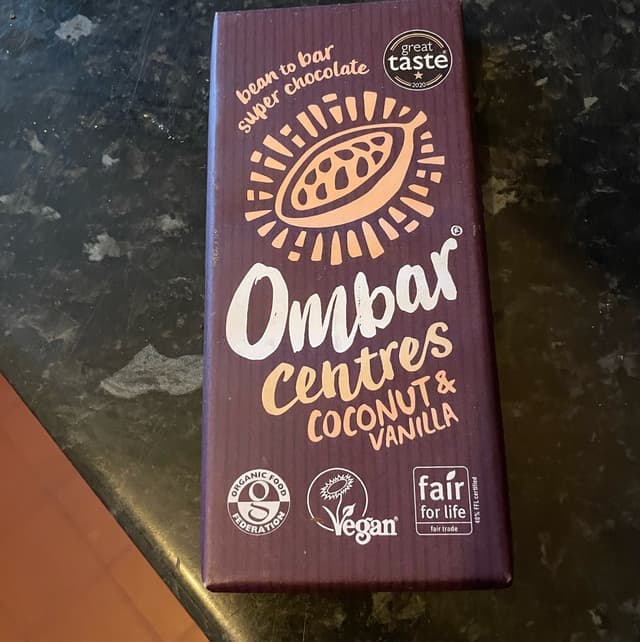 great
taste
2020
bean to bar
super chocolate
Ombar®
centres
COCONUT &
VANILLA
ORGANIC FOOD
FEDERATION
Vegan
fair
for life
fair trade